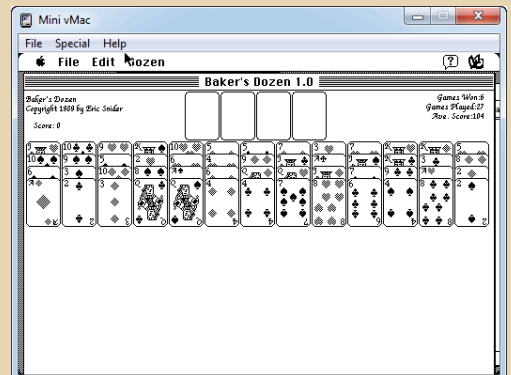 Mini vMac
File Special Help
File Edit Dozen
Baker's Dozen 1.0
Baker's Dozen
Copyright 1989 by Eric Snider
Score: 0
Games Won:6
Games Played:27
Ave. Score:104